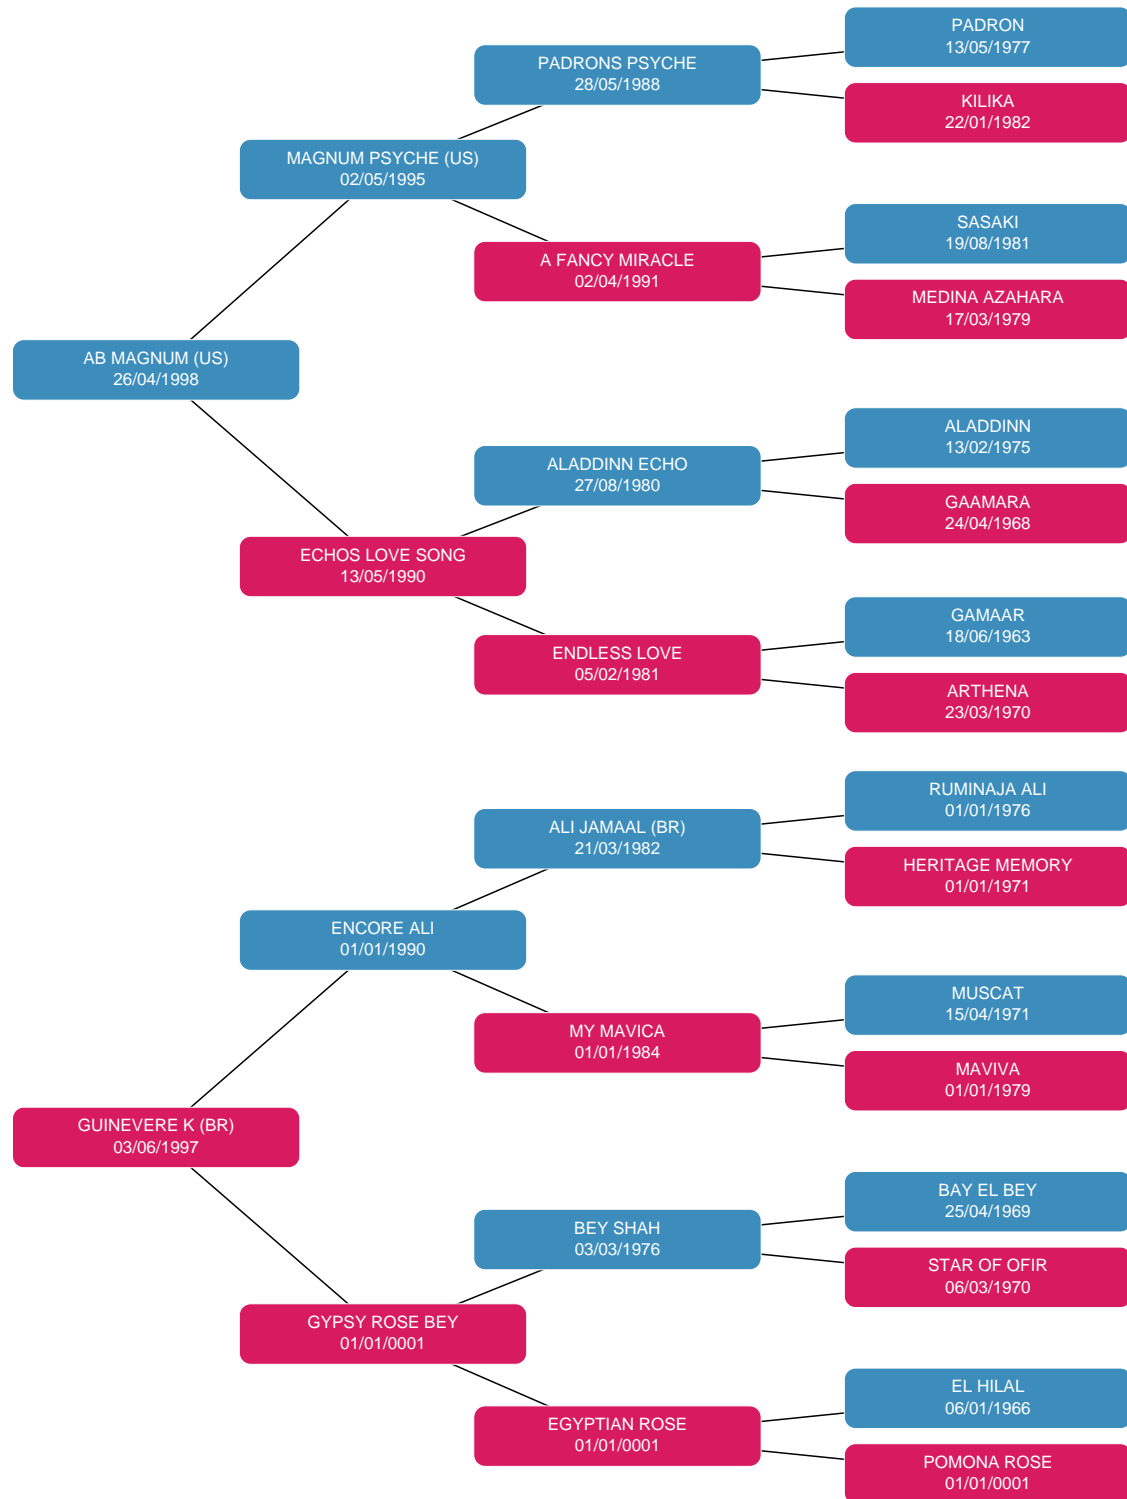 PADRON
13/05/1977
PADRONS PSYCHE
28/05/1988
KILIKA
22/01/1982
MAGNUM PSYCHE (US)
02/05/1995
SASAKI
19/08/1981
A FANCY MIRACLE
02/04/1991
MEDINA AZAHARA
17/03/1979
AB MAGNUM (US)
26/04/1998
ALADDINN
13/02/1975
ALADDINN ECHO
27/08/1980
GAAMARA
24/04/1968
ECHOS LOVE SONG
13/05/1990
GAMAAR
18/06/1963
ENDLESS LOVE
05/02/1981
ARTHENA
23/03/1970
RUMINAJA ALI
01/01/1976
ALI JAMAAL (BR)
21/03/1982
HERITAGE MEMORY
01/01/1971
ENCORE ALI
01/01/1990
MUSCAT
15/04/1971
MY MAVICA
01/01/1984
MAVIVA
01/01/1979
GUINEVERE K (BR)
03/06/1997
BAY EL BEY
25/04/1969
BEY SHAH
03/03/1976
STAR OF OFIR
06/03/1970
GYPSY ROSE BEY
01/01/0001
EL HILAL
06/01/1966
EGYPTIAN ROSE
01/01/0001
POMONA ROSE
01/01/0001